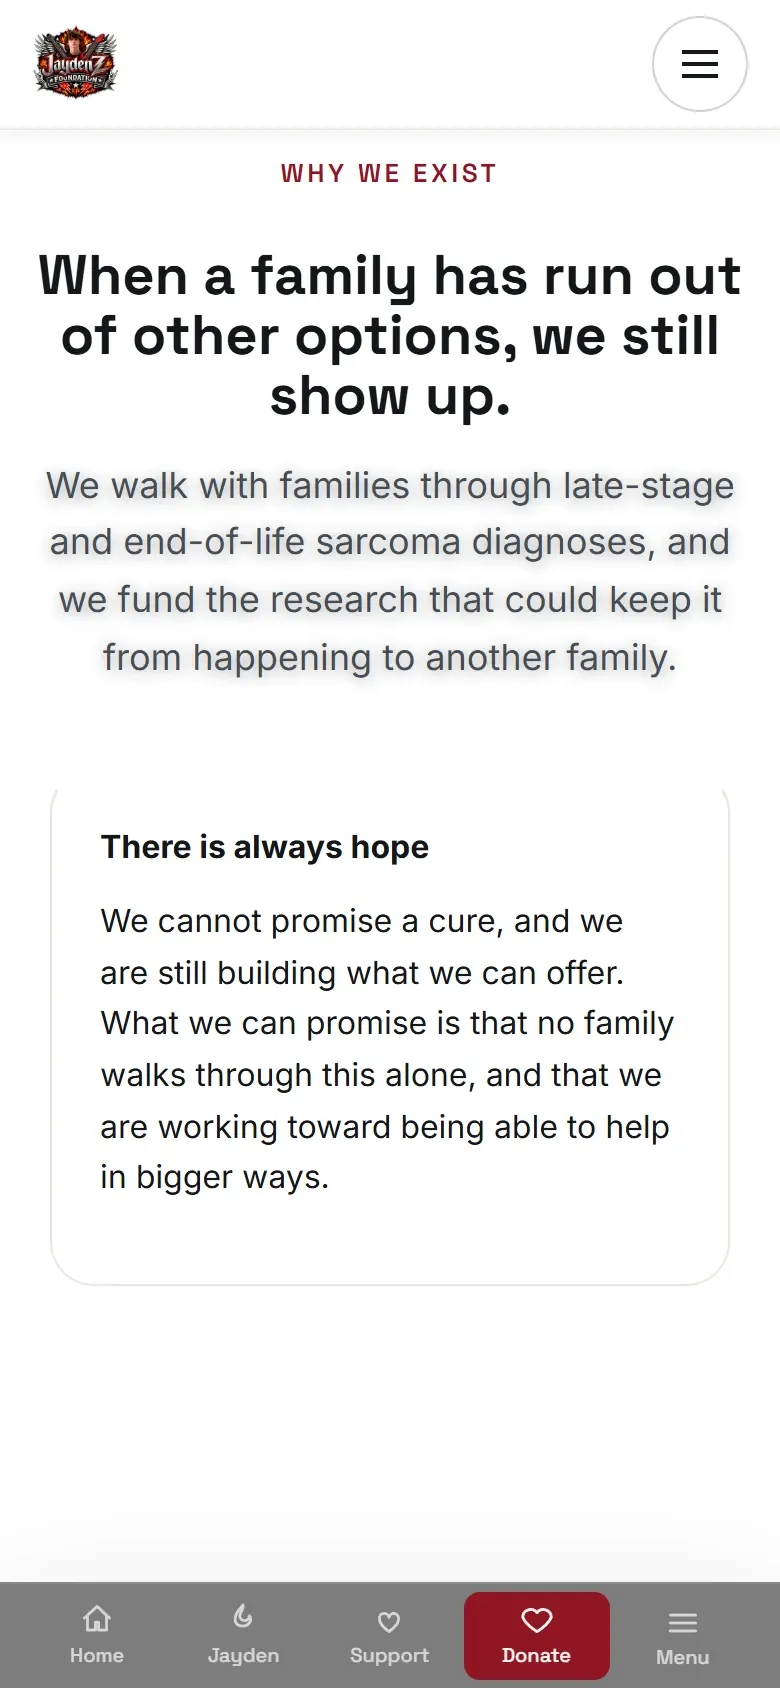 JaydenZ
FOUNDATION
WHY WE EXIST
When a family has run out
of other options, we still
show up.
We walk with families through late-stage
and end-of-life sarcoma diagnoses, and
we fund the research that could keep it
from happening to another family.
There is always hope
We cannot promise a cure, and we
are still building what we can offer.
What we can promise is that no family
walks through this alone, and that we
are working toward being able to help
in bigger ways.
Home
Jayden
Support
Donate
Menu